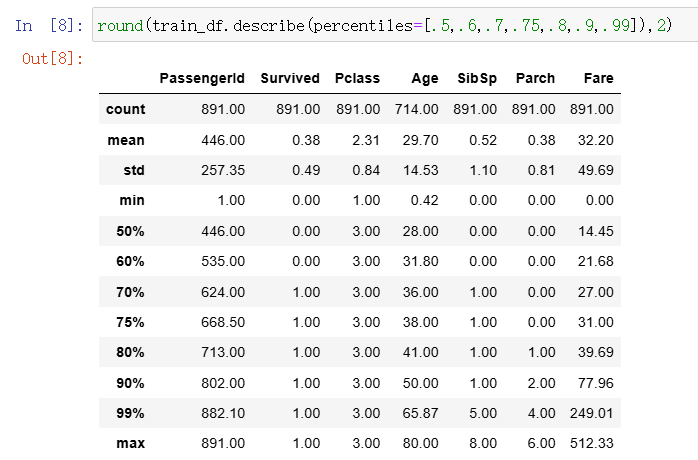 In [8]: round(train_df.describe(percentiles=[.5,.6,.7,.75,.8,.9,.99]),2)
Out[8]:
PassengerId Survived Pclass Age SibSp Parch Fare
count 891.00 891.00 891.00 714.00 891.00 891.00 891.00
mean 446.00 0.38 2.31 29.70 0.52 0.38 32.20
std 257.35 0.49 0.84 14.53 1.10 0.81 49.69
min 1.00 0.00 1.00 0.42 0.00 0.00 0.00
50% 446.00 0.00 3.00 28.00 0.00 0.00 14.45
60% 535.00 0.00 3.00 31.80 0.00 0.00 21.68
70% 624.00 1.00 3.00 36.00 1.00 0.00 27.00
75% 668.50 1.00 3.00 38.00 1.00 0.00 31.00
80% 713.00 1.00 3.00 41.00 1.00 1.00 39.69
90% 802.00 1.00 3.00 50.00 1.00 2.00 77.96
99% 882.10 1.00 3.00 65.87 5.00 4.00 249.01
max 891.00 1.00 3.00 80.00 8.00 6.00 512.33